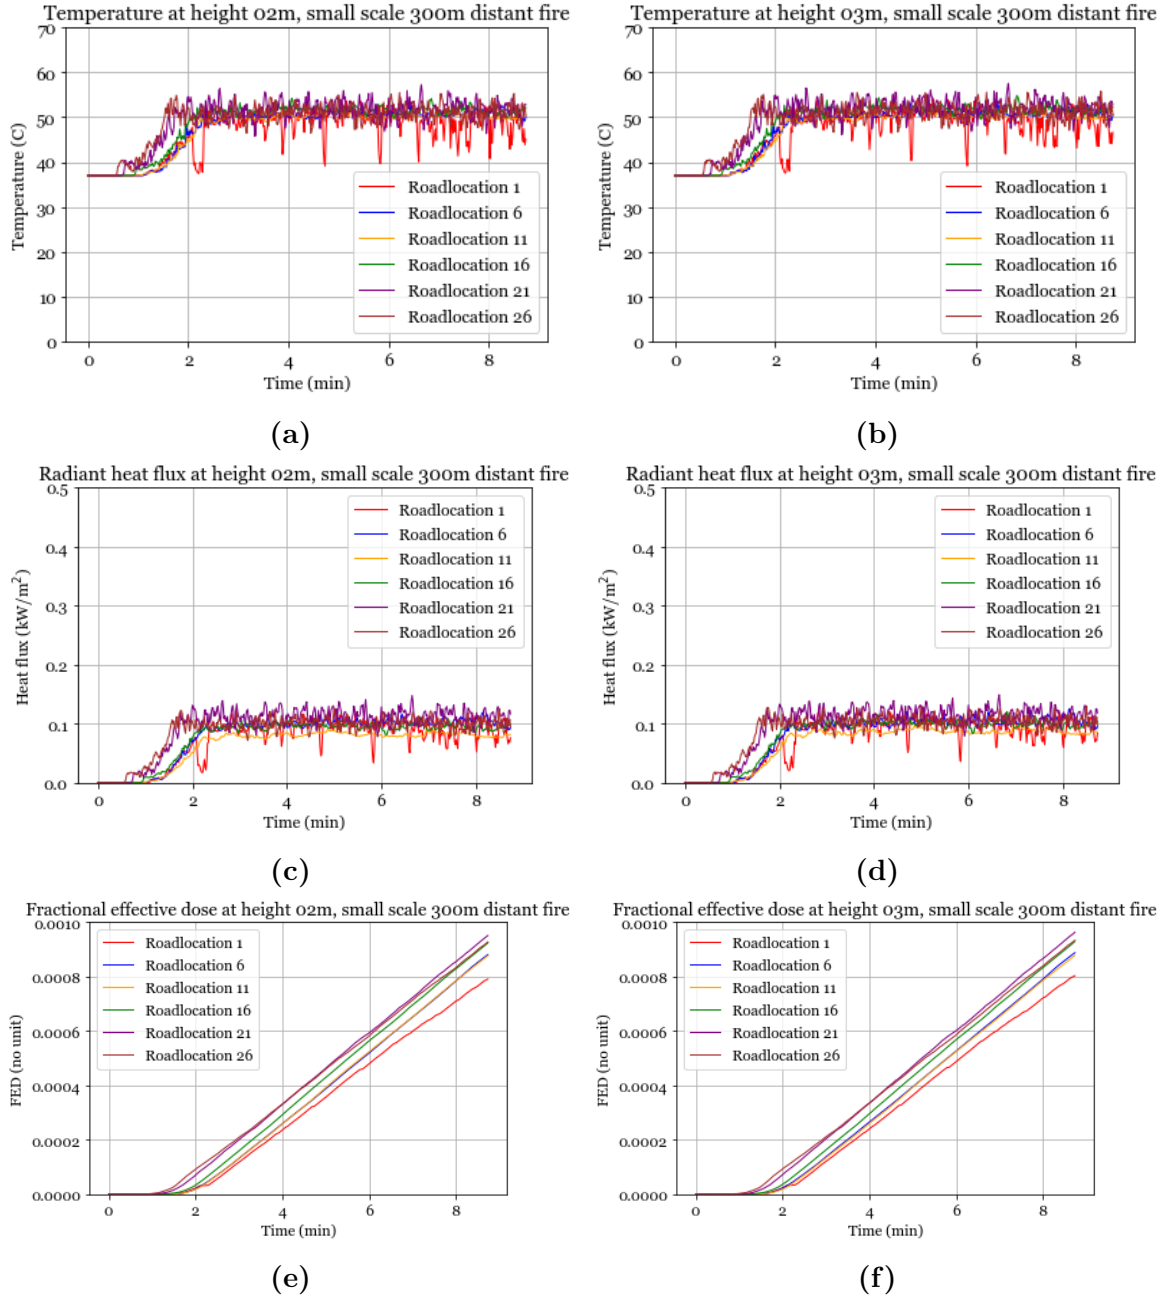 Temperature at height 02m, small scale 300m distant fire
70
60
50
40
30
20
10
0
Temperature (C)
Roadlocation 1
Roadlocation 6
Roadlocation 11
Roadlocation 16
Roadlocation 21
Roadlocation 26
0 2 4 6 8
Time (min)
(a)
Temperature at height 03m, small scale 300m distant fire
70
60
50
40
30
20
10
0
Temperature (C)
Roadlocation 1
Roadlocation 6
Roadlocation 11
Roadlocation 16
Roadlocation 21
Roadlocation 26
0 2 4 6 8
Time (min)
(b)
Radiant heat flux at height 02m, small scale 300m distant fire
0.5
0.4
0.3
0.2
0.1
0.0
Heat flux (kW/m²)
Roadlocation 1
Roadlocation 6
Roadlocation 11
Roadlocation 16
Roadlocation 21
Roadlocation 26
0 2 4 6 8
Time (min)
(c)
Radiant heat flux at height 03m, small scale 300m distant fire
0.5
0.4
0.3
0.2
0.1
0.0
Heat flux (kW/m²)
Roadlocation 1
Roadlocation 6
Roadlocation 11
Roadlocation 16
Roadlocation 21
Roadlocation 26
0 2 4 6 8
Time (min)
(d)
Fractional effective dose at height 02m, small scale 300m distant fire
0.0010
0.0008
0.0006
0.0004
0.0002
0.0000
FED (no unit)
Roadlocation 1
Roadlocation 6
Roadlocation 11
Roadlocation 16
Roadlocation 21
Roadlocation 26
0 2 4 6 8
Time (min)
(e)
Fractional effective dose at height 03m, small scale 300m distant fire
0.0010
0.0008
0.0006
0.0004
0.0002
0.0000
FED (no unit)
Roadlocation 1
Roadlocation 6
Roadlocation 11
Roadlocation 16
Roadlocation 21
Roadlocation 26
0 2 4 6 8
Time (min)
(f)